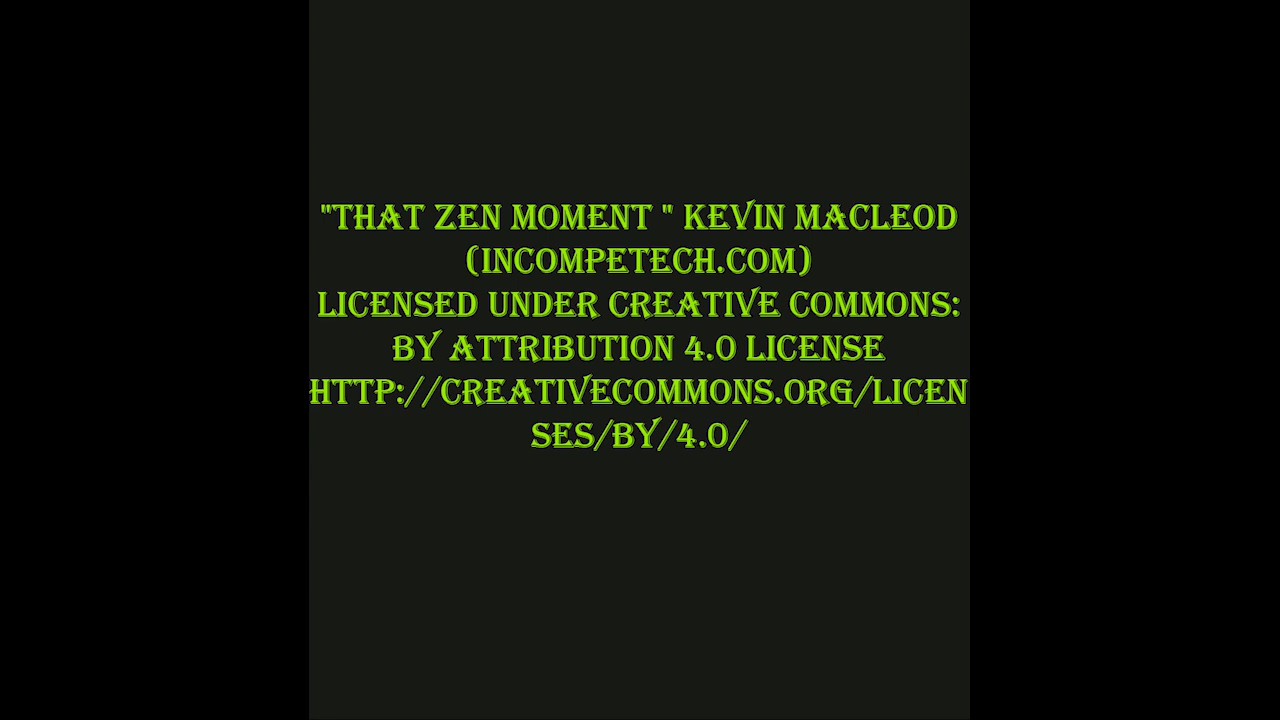 "THAT ZEN MOMENT " KEVIN MACLEOD
(INCOMPETECH.COM)
LICENSED UNDER CREATIVE COMMONS:
BY ATTRIBUTION 4.0 LICENSE
HTTP://CREATIVECOMMONS.ORG/LICEN
SES/BY/4.0/